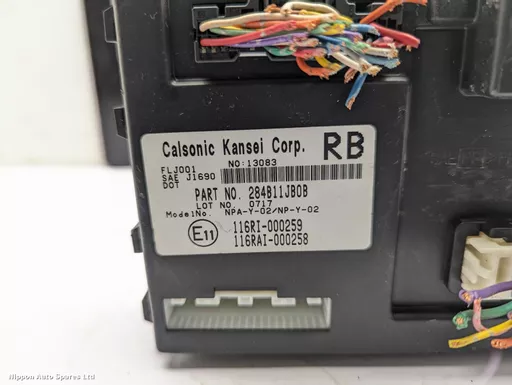 Calsonic Kansei Corp. RB
NO:13083
FLJ001
SAE J1690
DOT
PART NO. 284B11JB0B
LOT NO. 0717
Model No. NPA-Y-02/NP-Y-02
E11 116RI-000259
116RAI-000258
Nippon Auto Spares Ltd